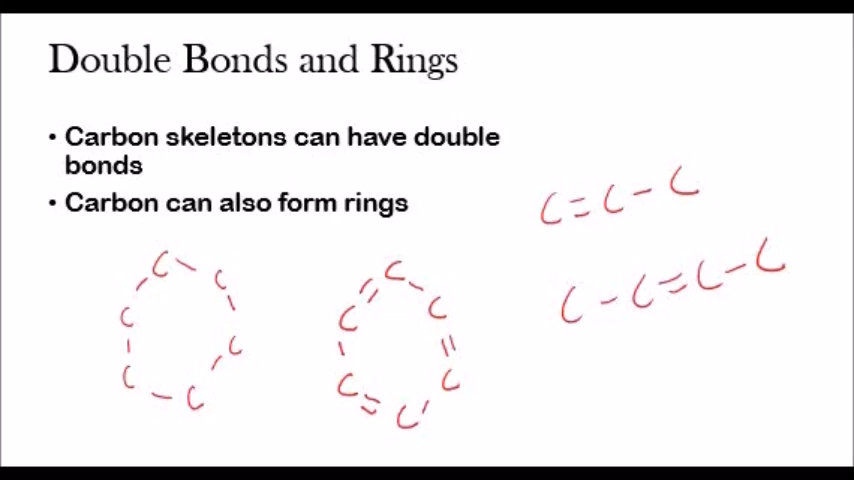 Double Bonds and Rings
• Carbon skeletons can have double
bonds
• Carbon can also form rings
C=C-C
C-C=C-C
C C
C C
C C
C
C C
C C
C